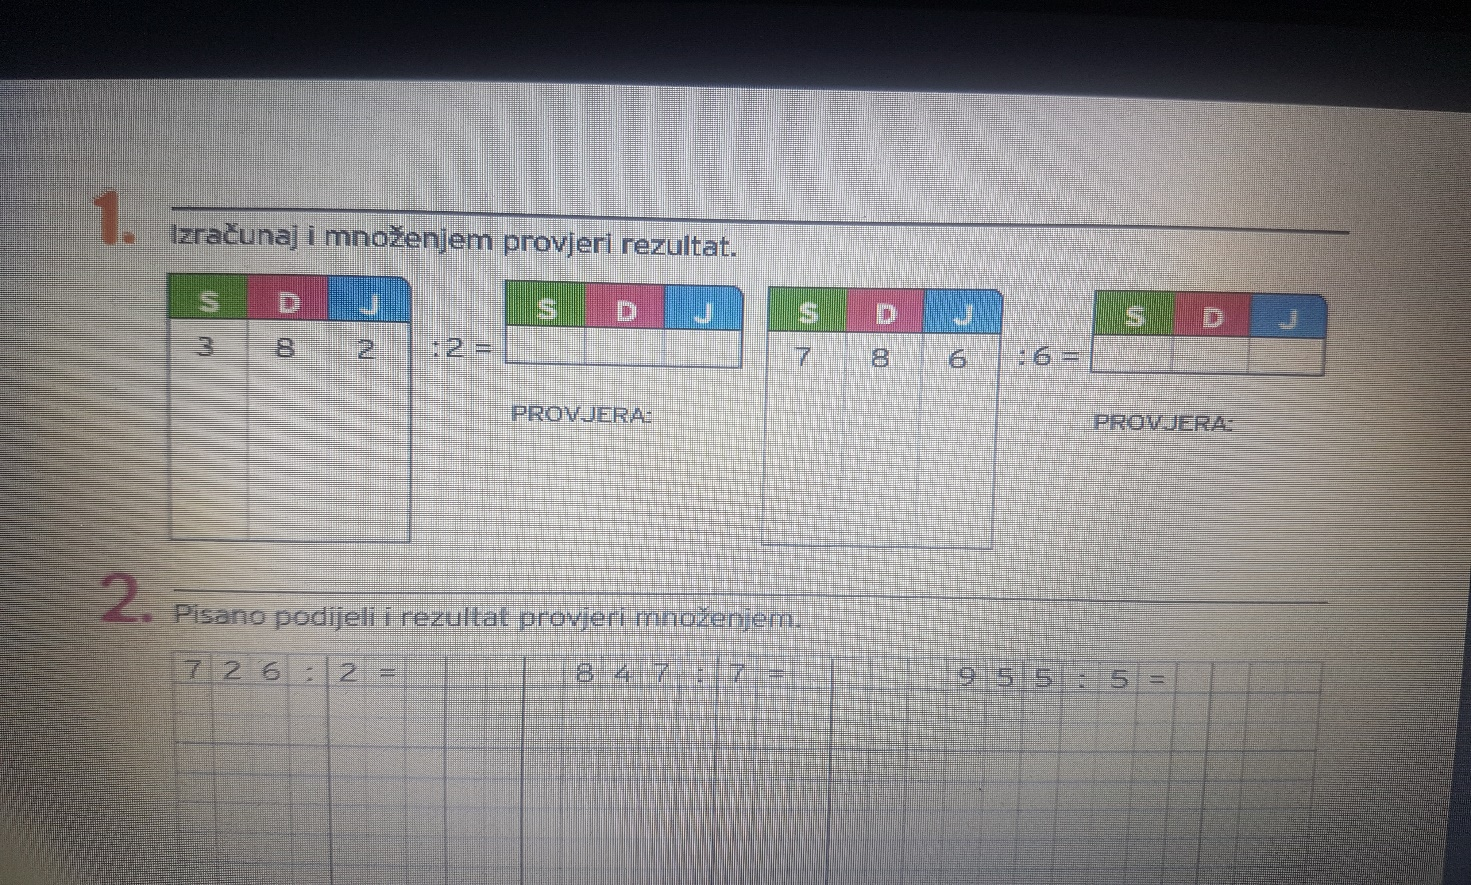 1.
Izračunaj i množenjem provjeri rezultat.
S D J S D J S D J S D J
3 8 2 :2 = 7 8 6 :6 =
PROVJERA: PROVJERA:
2.
Pisano podijeli i rezultat provjeri množenjem.
7 2 6 : 2 = 8 4 7 : 7 = 9 5 5 : 5 =